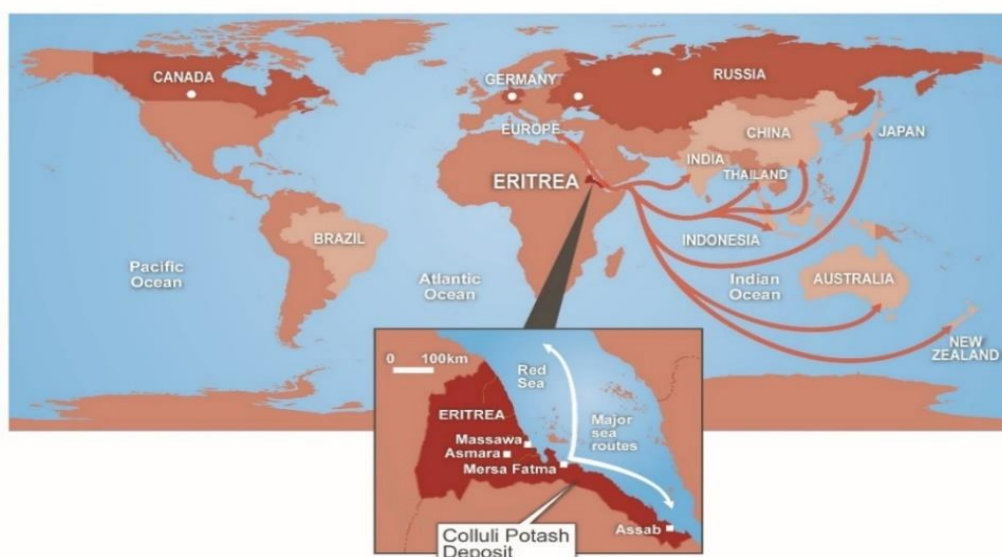 CANADA
GERMANY
RUSSIA
EUROPE
CHINA
JAPAN
INDIA
THAILAND
ERITREA
BRAZIL
INDONESIA
Pacific
Ocean
Atlantic
Ocean
Indian
Ocean
AUSTRALIA
NEW
ZEALAND
0 100km
Red
Sea
ERITREA
Major
sea
routes
Massawa
Asmara
Mersa Fatma
Assab
Colluli Potash
Deposit